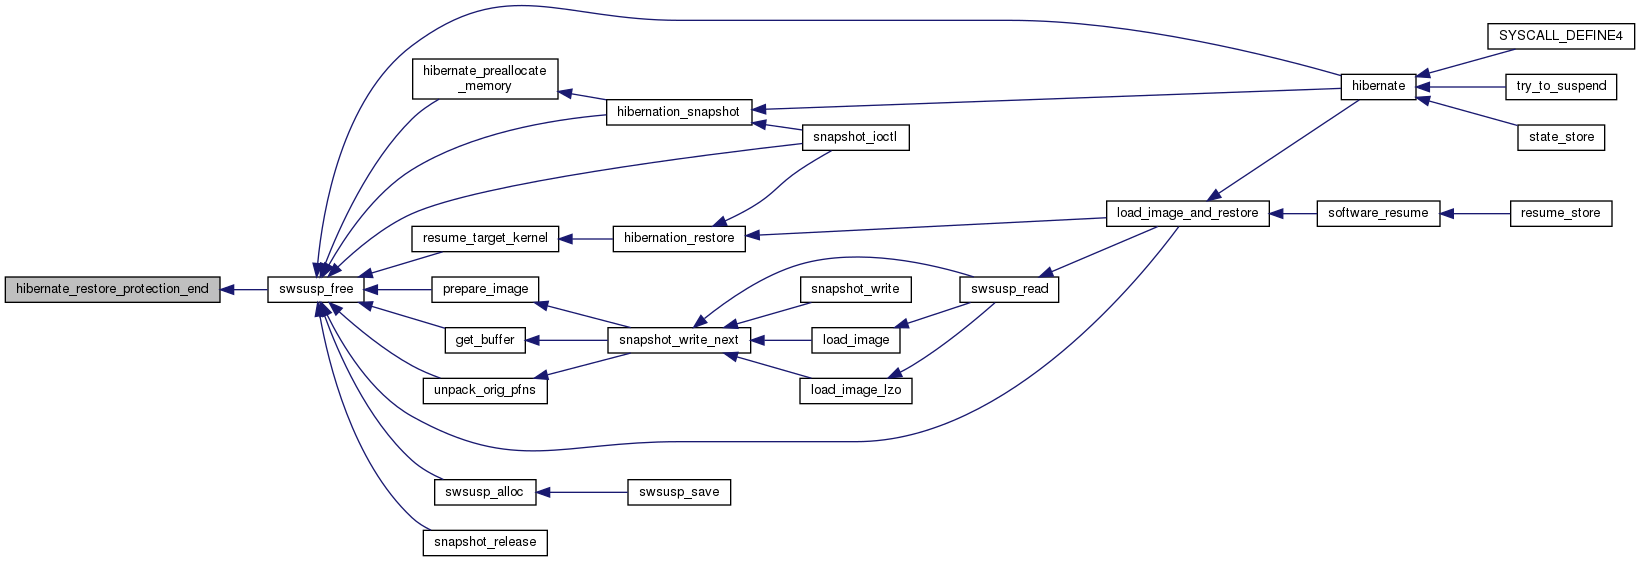 SYSCALL_DEFINE4
hibernate_preallocate
_memory
hibernate
try_to_suspend
hibernation_snapshot
snapshot_ioctl
state_store
load_image_and_restore
software_resume
resume_store
resume_target_kernel
hibernation_restore
hibernate_restore_protection_end
swsusp_free
prepare_image
snapshot_write
swsusp_read
get_buffer
snapshot_write_next
load_image
unpack_orig_pfns
load_image_lzo
swsusp_alloc
swsusp_save
snapshot_release